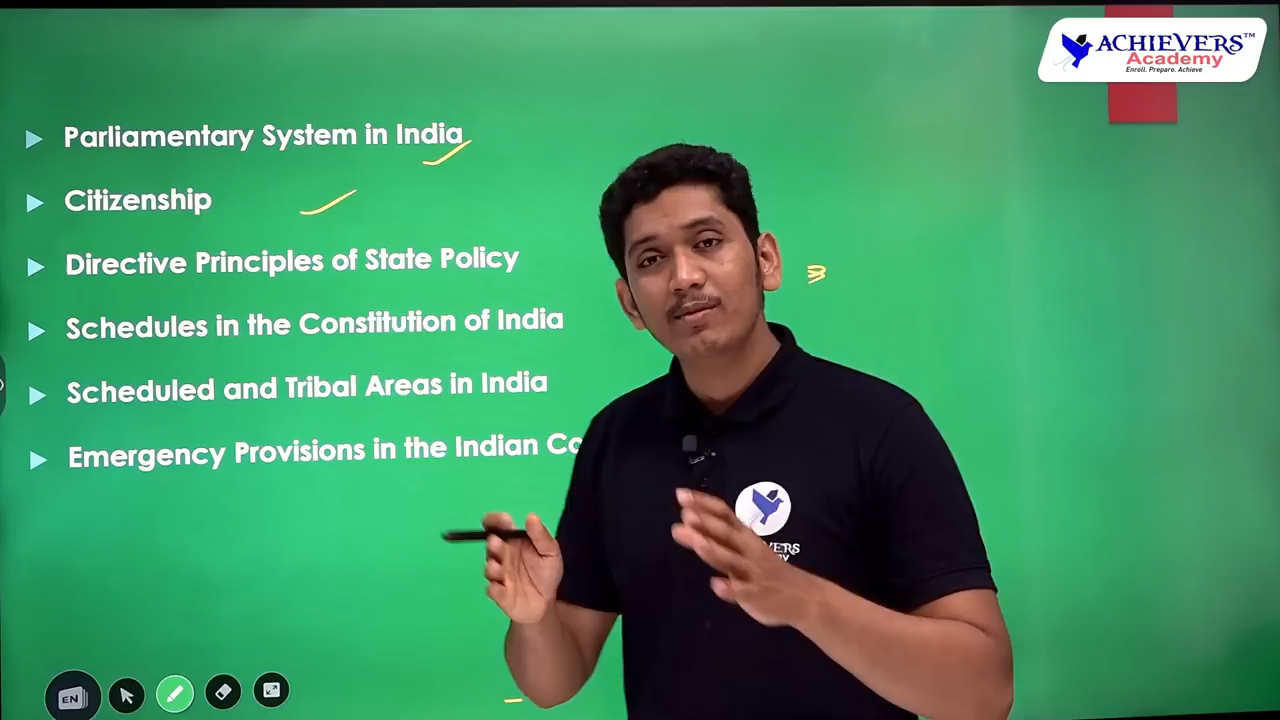 ACHIEVERS™
Academy
Enroll. Prepare. Achieve
Parliamentary System in India
Citizenship
Directive Principles of State Policy
Schedules in the Constitution of India
Scheduled and Tribal Areas in India
Emergency Provisions in the Indian Co
VERS
EN